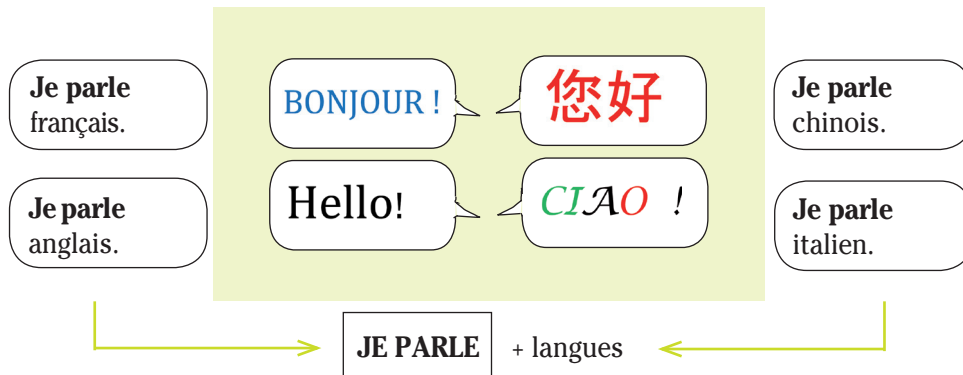 Je parle
français.
BONJOUR !
您好
Je parle
chinois.
Je parle
anglais.
Hello!
CIAO !
Je parle
italien.
JE PARLE + langues